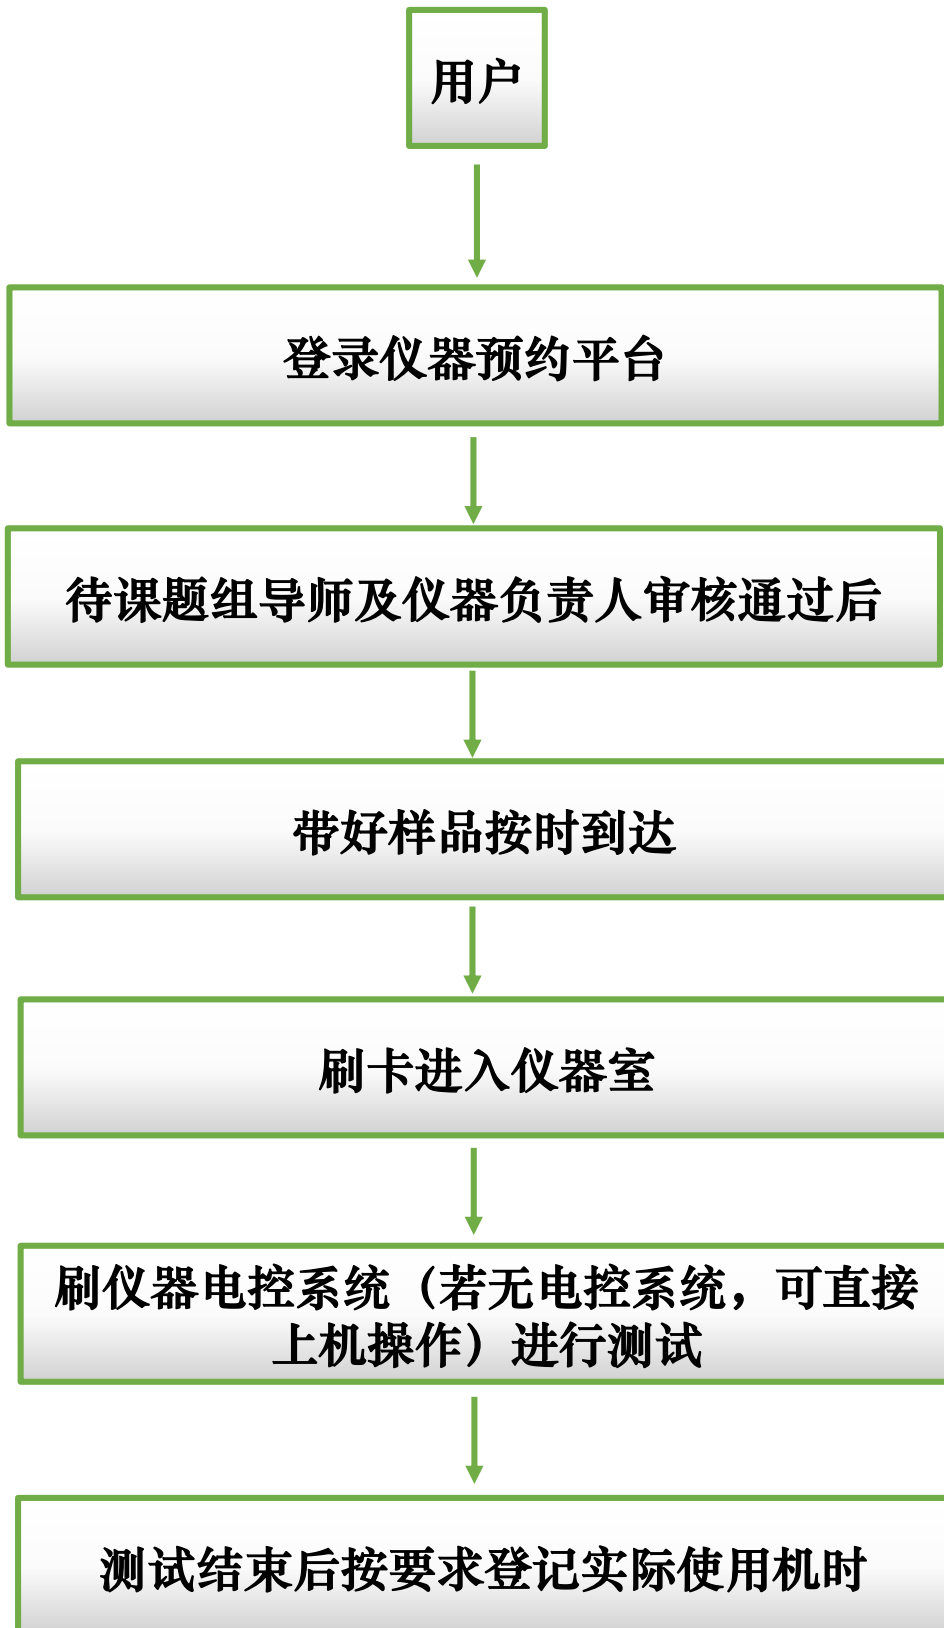 用户
登录仪器预约平台
待课题组导师及仪器负责人审核通过后
带好样品按时到达
刷卡进入仪器室
刷仪器电控系统（若无电控系统，可直接
上机操作）进行测试
测试结束后按要求登记实际使用机时